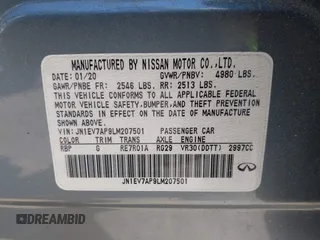 MANUFACTURED BY NISSAN MOTOR CO.,LTD.
DATE: 01/20 GVWR/PNBV: 4980 LBS.
GAWR/PNBE FR: 2546 LBS. RR: 2513 LBS.
THIS VEHICLE CONFORMS TO ALL APPLICABLE FEDERAL MOTOR
VEHICLE SAFETY, BUMPER, AND THEFT PREVENTION
STANDARDS IN EFFECT ON THE DATE OF MANUFACTURE
SHOWN ABOVE.
VIN: JN1EV7AP9LM207501 PASSENGER CAR
COLOR TRIM TRANS AXLE ENGINE
RBP G RE7R01A RG29 VR30(DDTT) 2997CC
JN1EV7AP9LM207501
DREAMBID